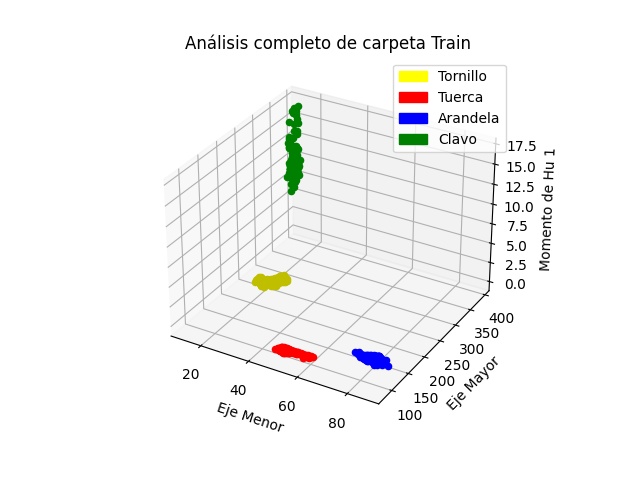 Análisis completo de carpeta Train
Tornillo
Tuerca
Arandela
Clavo
17.5
15.0
12.5
10.0
7.5
5.0
2.5
0.0
Momento de Hu 1
400
350
300
250
200
150
100
Eje Mayor
20
40
60
80
Eje Menor